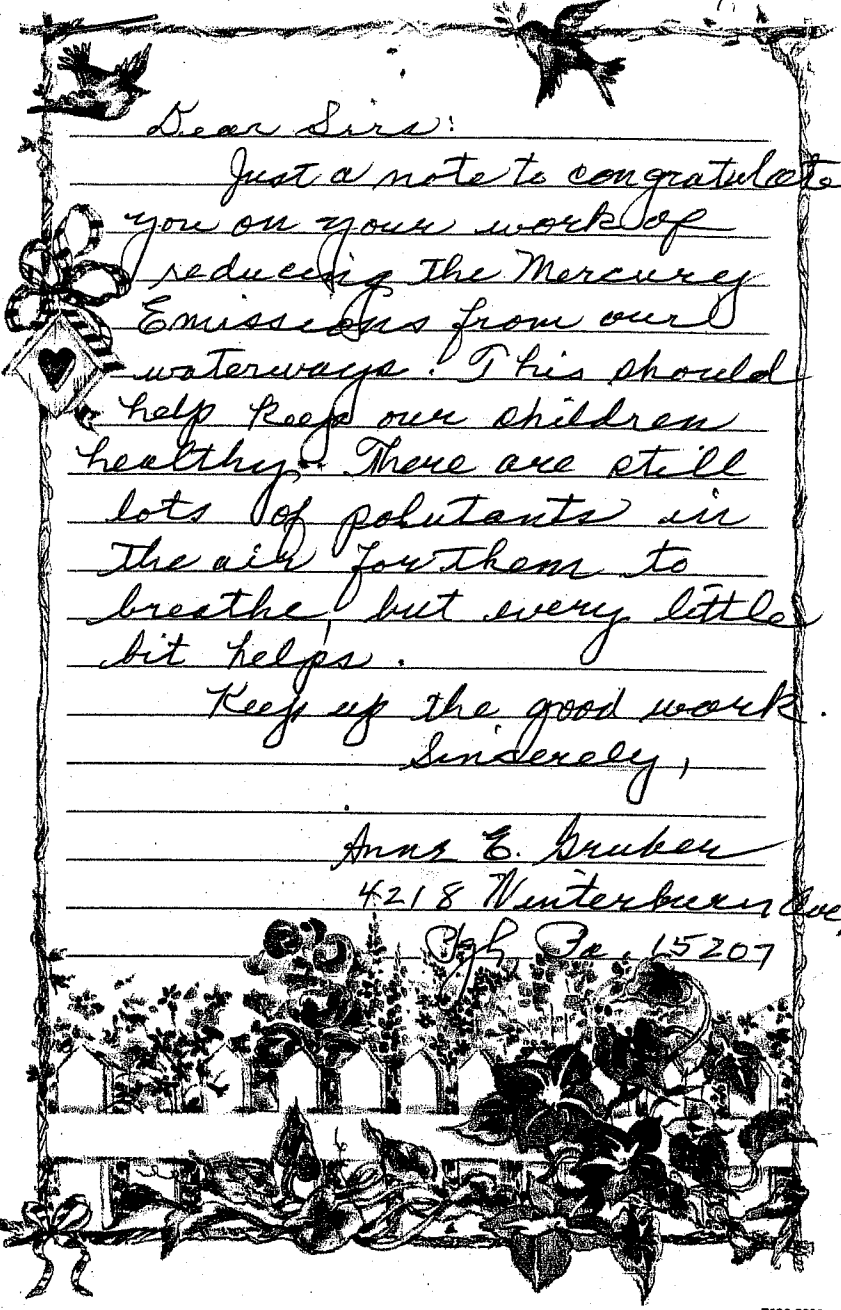 Dear Sirs:
Just a note to congratulate
you on your work of
reducing the Mercury
Emissions from our
waterways. This should
help keep our children
healthy. There are still
lots of polutants in
the air for them to
breathe, but every little
bit helps.
Keep up the good work.
Sincerely,
Anne E. Gruber
4218 Winterburn Ave,
Pgh, Pa, 15207